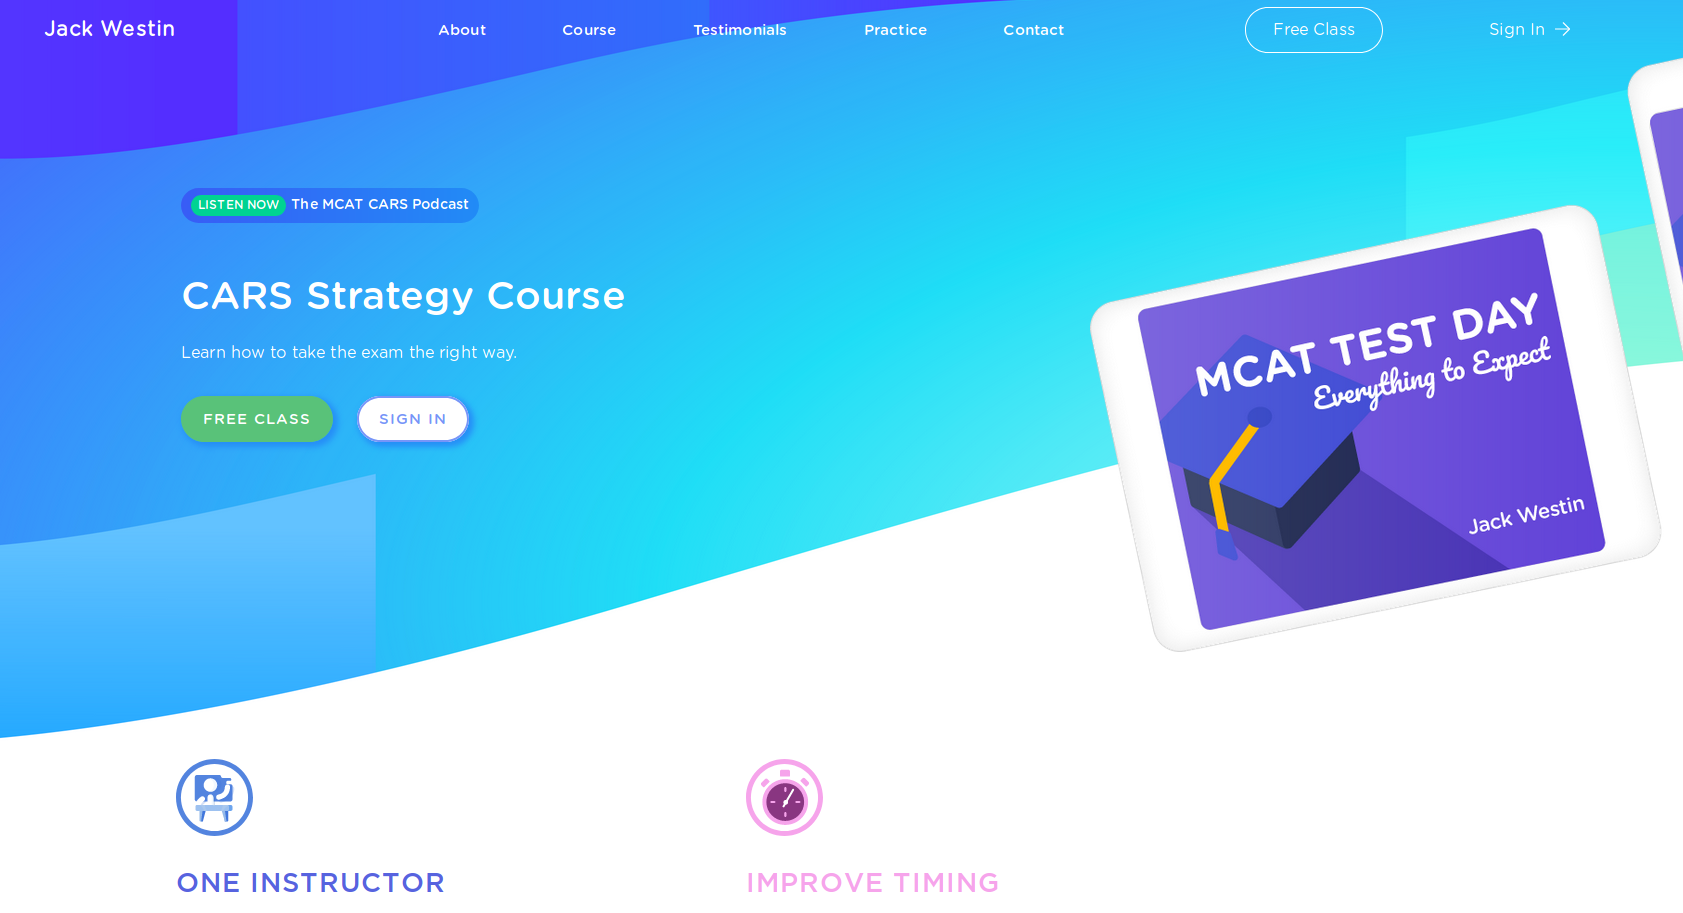 Jack Westin
About
Course
Testimonials
Practice
Contact
Free Class
Sign In
LISTEN NOW The MCAT CARS Podcast
CARS Strategy Course
Learn how to take the exam the right way.
FREE CLASS
SIGN IN
MCAT TEST DAY
Everything to Expect
Jack Westin
ONE INSTRUCTOR
IMPROVE TIMING